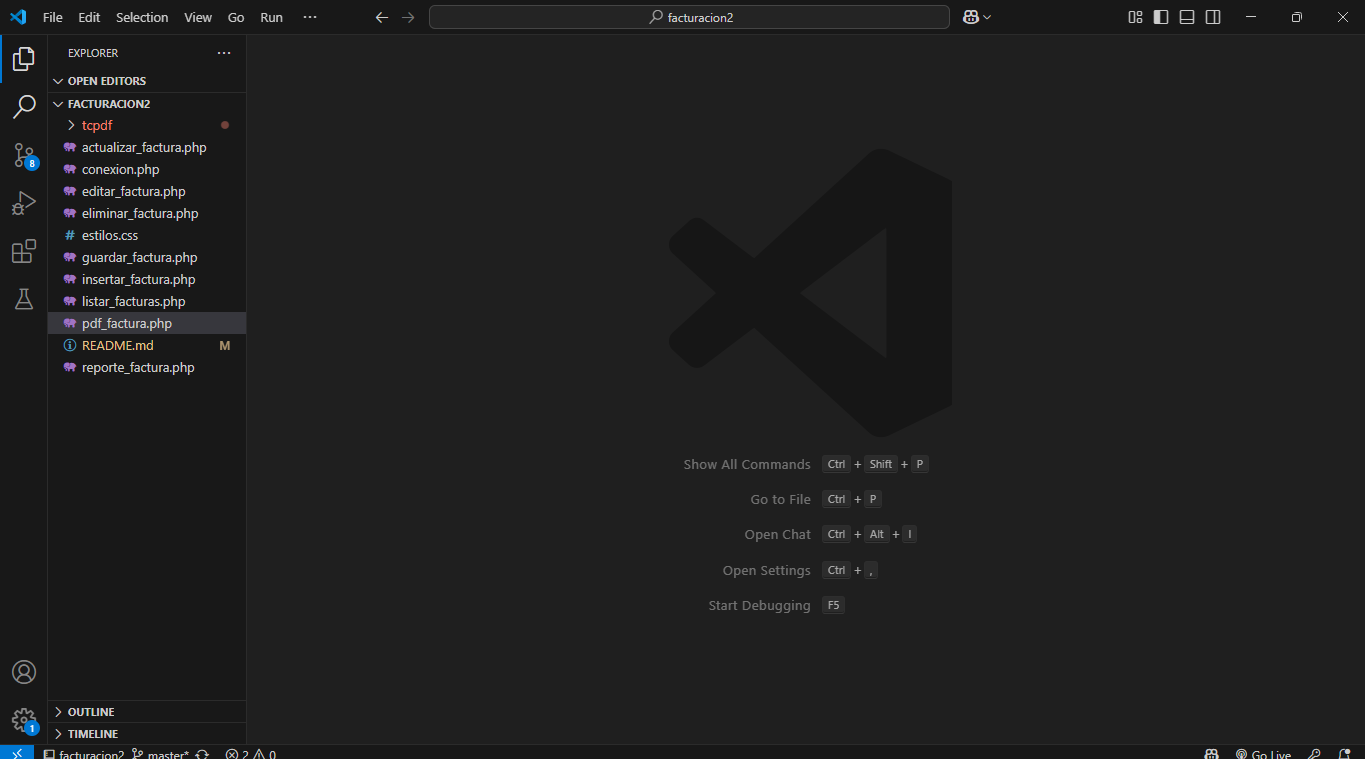 File Edit Selection View Go Run ···
facturacion2
EXPLORER ···
OPEN EDITORS
FACTURACION2
tcpdf
actualizar_factura.php
conexion.php
8
editar_factura.php
eliminar_factura.php
# estilos.css
guardar_factura.php
insertar_factura.php
listar_facturas.php
pdf_factura.php
README.md M
reporte_factura.php
Show All Commands Ctrl + Shift + P
Go to File Ctrl + P
Open Chat Ctrl + Alt + I
Open Settings Ctrl + ,
Start Debugging F5
OUTLINE
1
TIMELINE
facturacion2 master* 2 0 Go Live